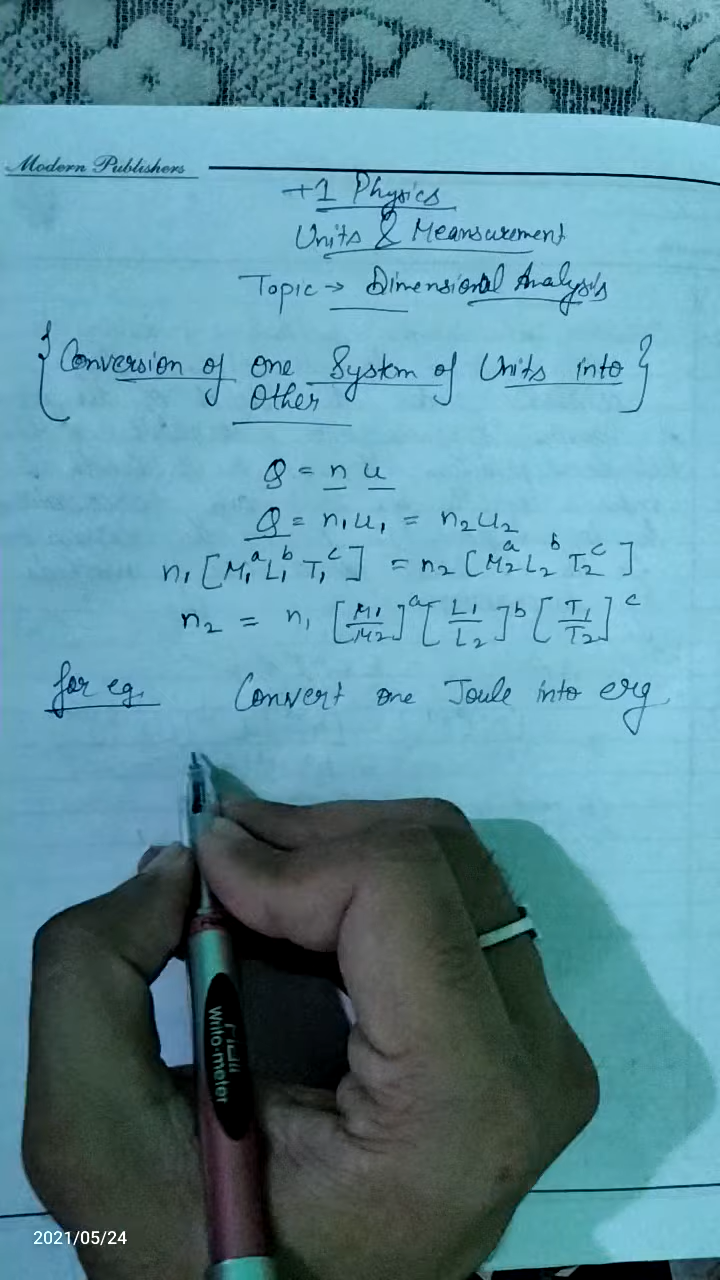 Modern Publishers
+1 Physics
Units & Meansurement
Topic → Dimensional Analysis
{Conversion of one System of Units into
Other}
Q = n u
Q = n₁u₁ = n₂u₂
n₁ [M₁ᵃ L₁ᵇ T₁ᶜ] = n₂ [M₂ᵃ L₂ᵇ T₂ᶜ]
n₂ = n₁ [M₁/M₂]ᵃ [L₁/L₂]ᵇ [T₁/T₂]ᶜ
for eg. Convert one Joule into erg
Writo-meter
2021/05/24